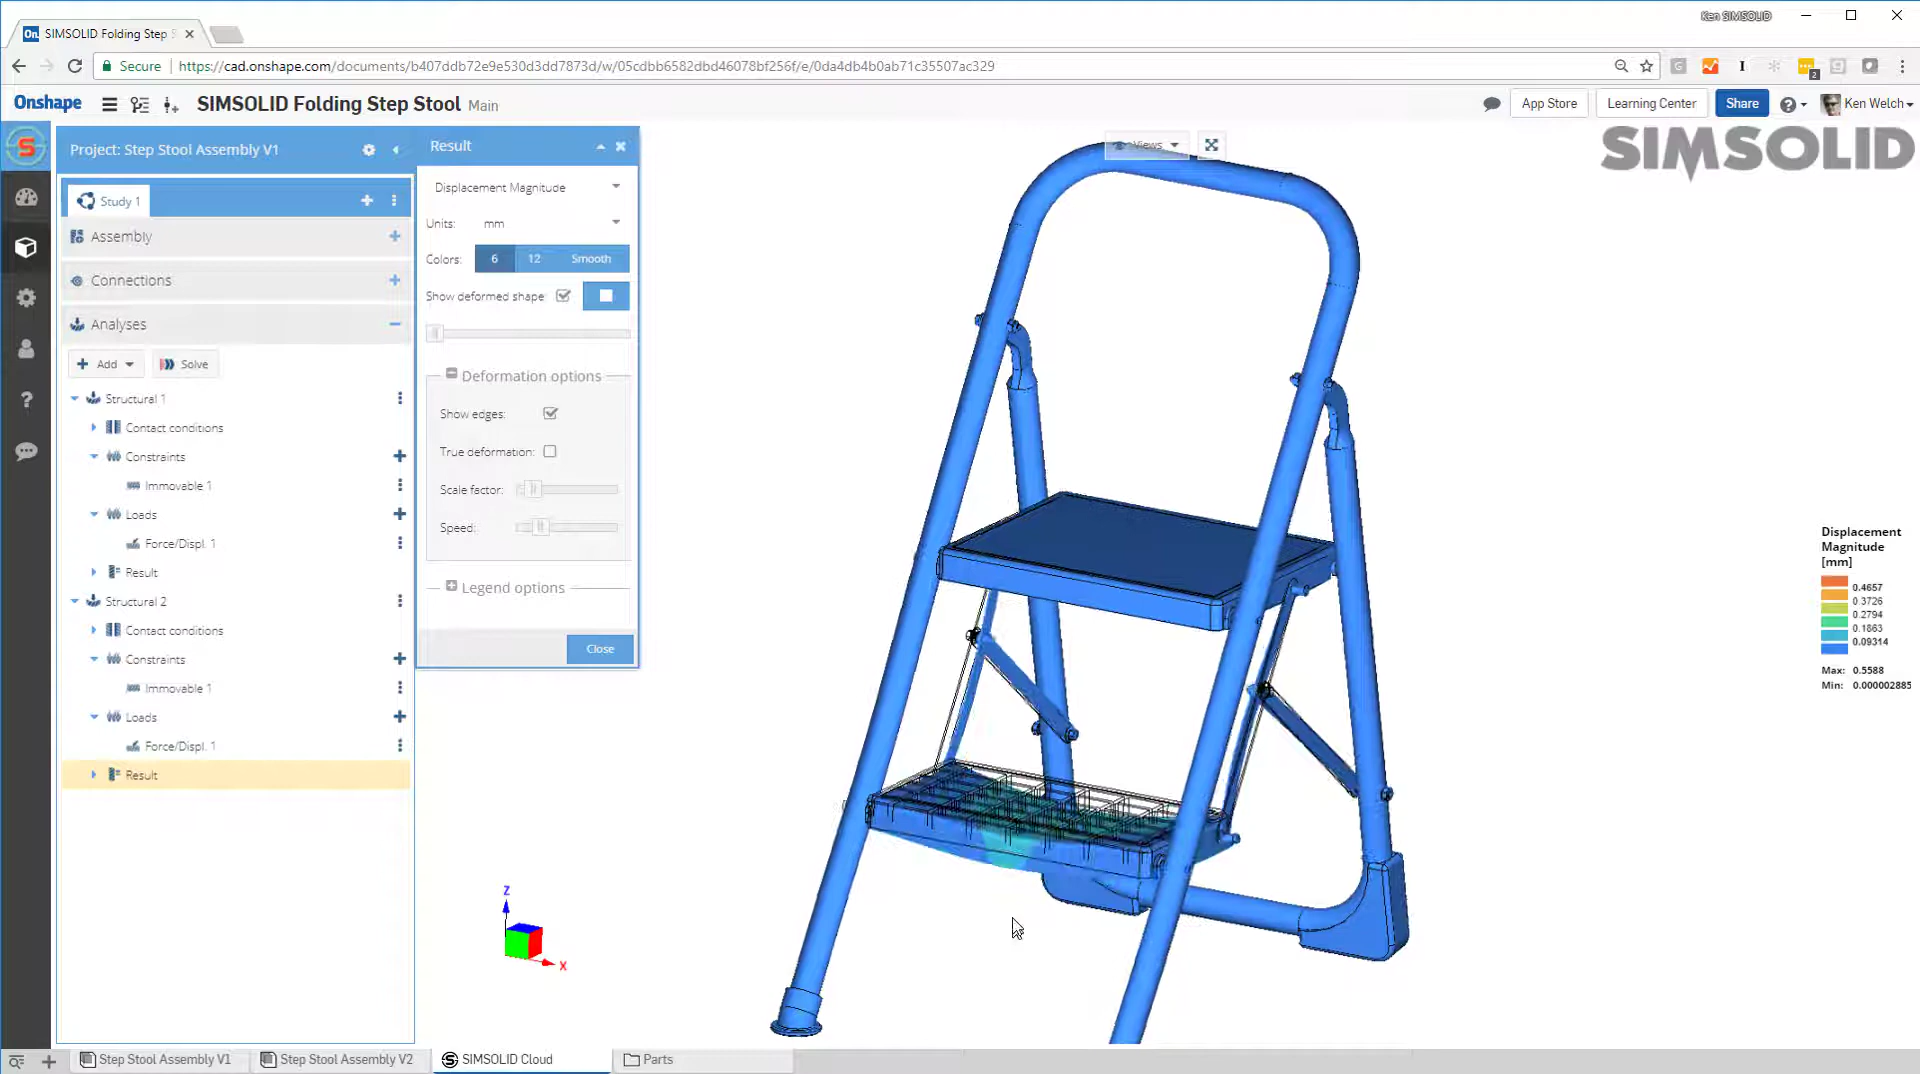 Ken SIMSOLID
On. SIMSOLID Folding Step S
Secure https://cad.onshape.com/documents/b407ddb72e9e530d3dd7873d/w/05cdbb6582dbd46078bf256f/e/0da4db4b0ab71c35507ac329
2
Onshape SIMSOLID Folding Step Stool Main
App Store Learning Center Share Ken Welch
SIMSOLID
Project: Step Stool Assembly V1
Result
Views
Study 1
Displacement Magnitude
Units: mm
Assembly
Colors: 6 12 Smooth
Connections
Show deformed shape:
Analyses
Add Solve
Deformation options
Structural 1
Show edges:
Contact conditions
True deformation:
Constraints
Immovable 1
Scale factor:
Loads
Speed:
Force/Displ. 1
Result
Legend options
Structural 2
Contact conditions
Close
Constraints
Immovable 1
Loads
Force/Displ. 1
Result
Displacement
Magnitude
[mm]
0.4657
0.3726
0.2794
0.1863
0.09314
Max: 0.5588
Min: 0.000002885
Z
X
Step Stool Assembly V1 Step Stool Assembly V2 SIMSOLID Cloud Parts